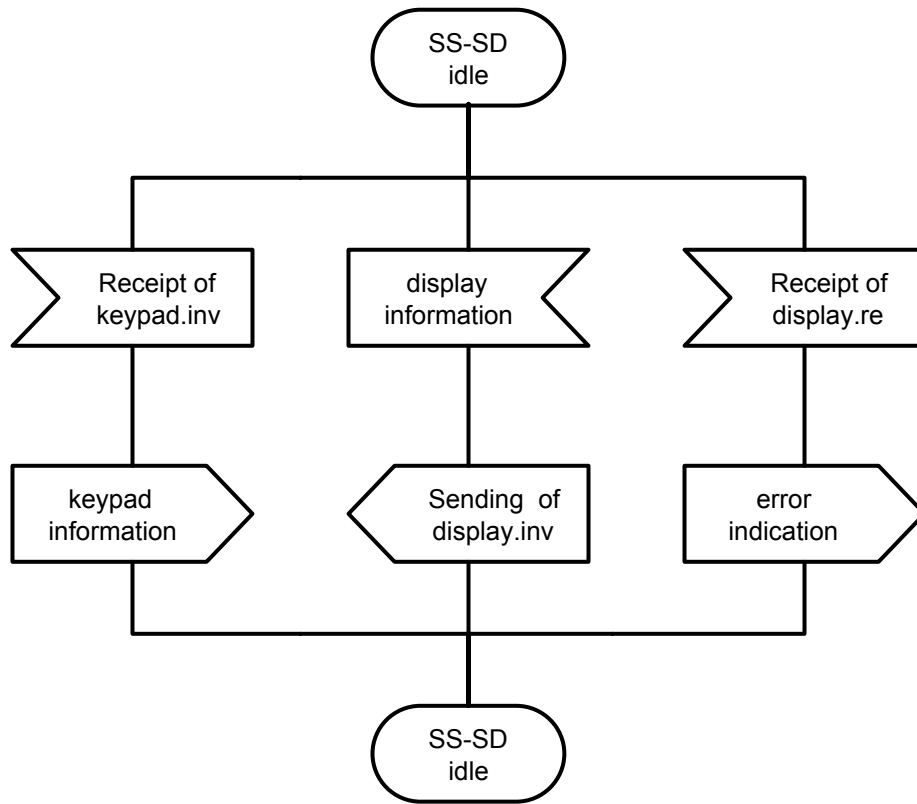 SS-SD
idle
Receipt of
keypad.inv
display
information
Receipt of
display.re
keypad
information
Sending of
display.inv
error
indication
SS-SD
idle